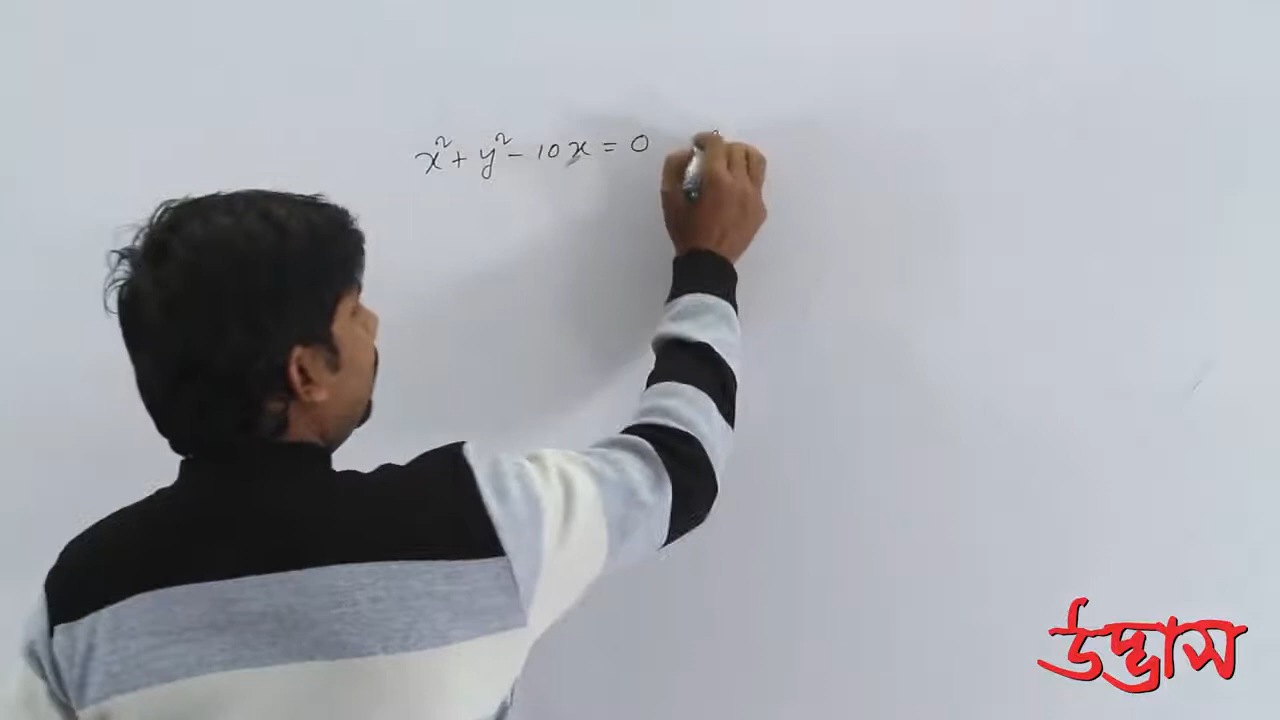 x² + y² - 10x = 0
উদ্ভাস